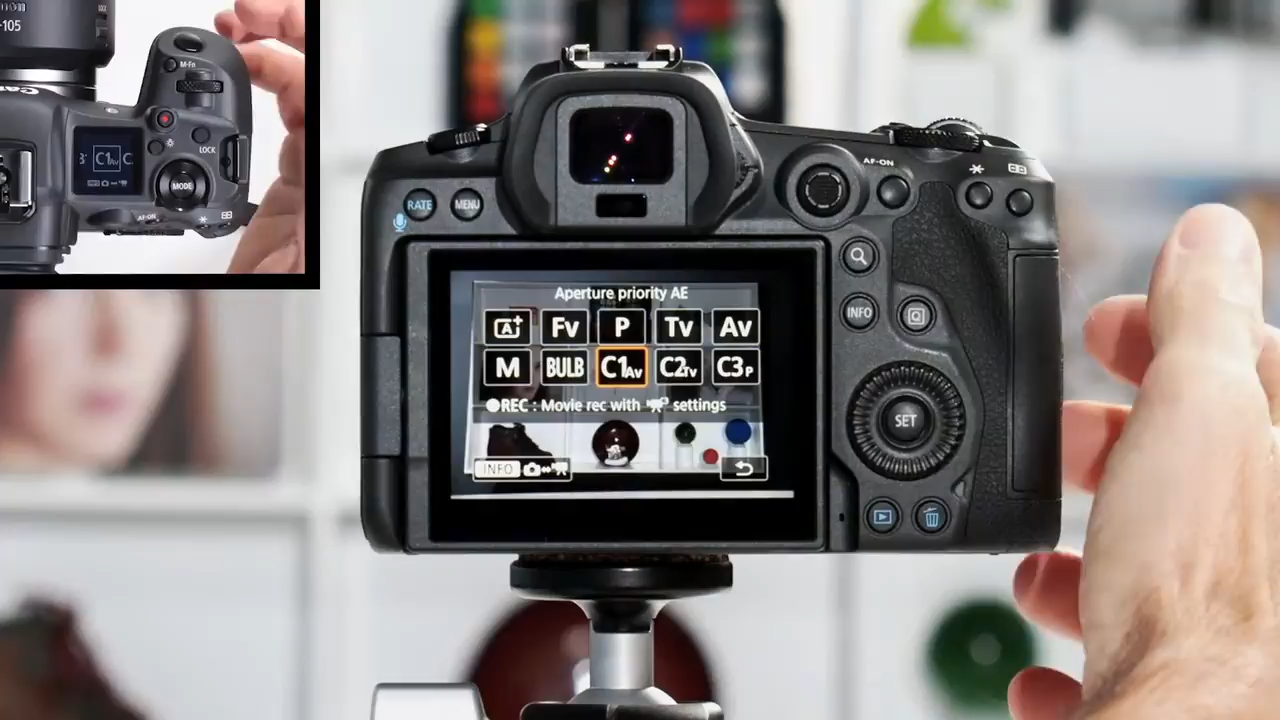 -105
M-Fn
LOCK
C1Av C
MODE
AF-ON
AF-ON
RATE
MENU
INFO
Q
SET
Aperture priority AE
A+ Fv P Tv Av
M BULB C1Av C2Tv C3P
●REC : Movie rec with settings
INFO